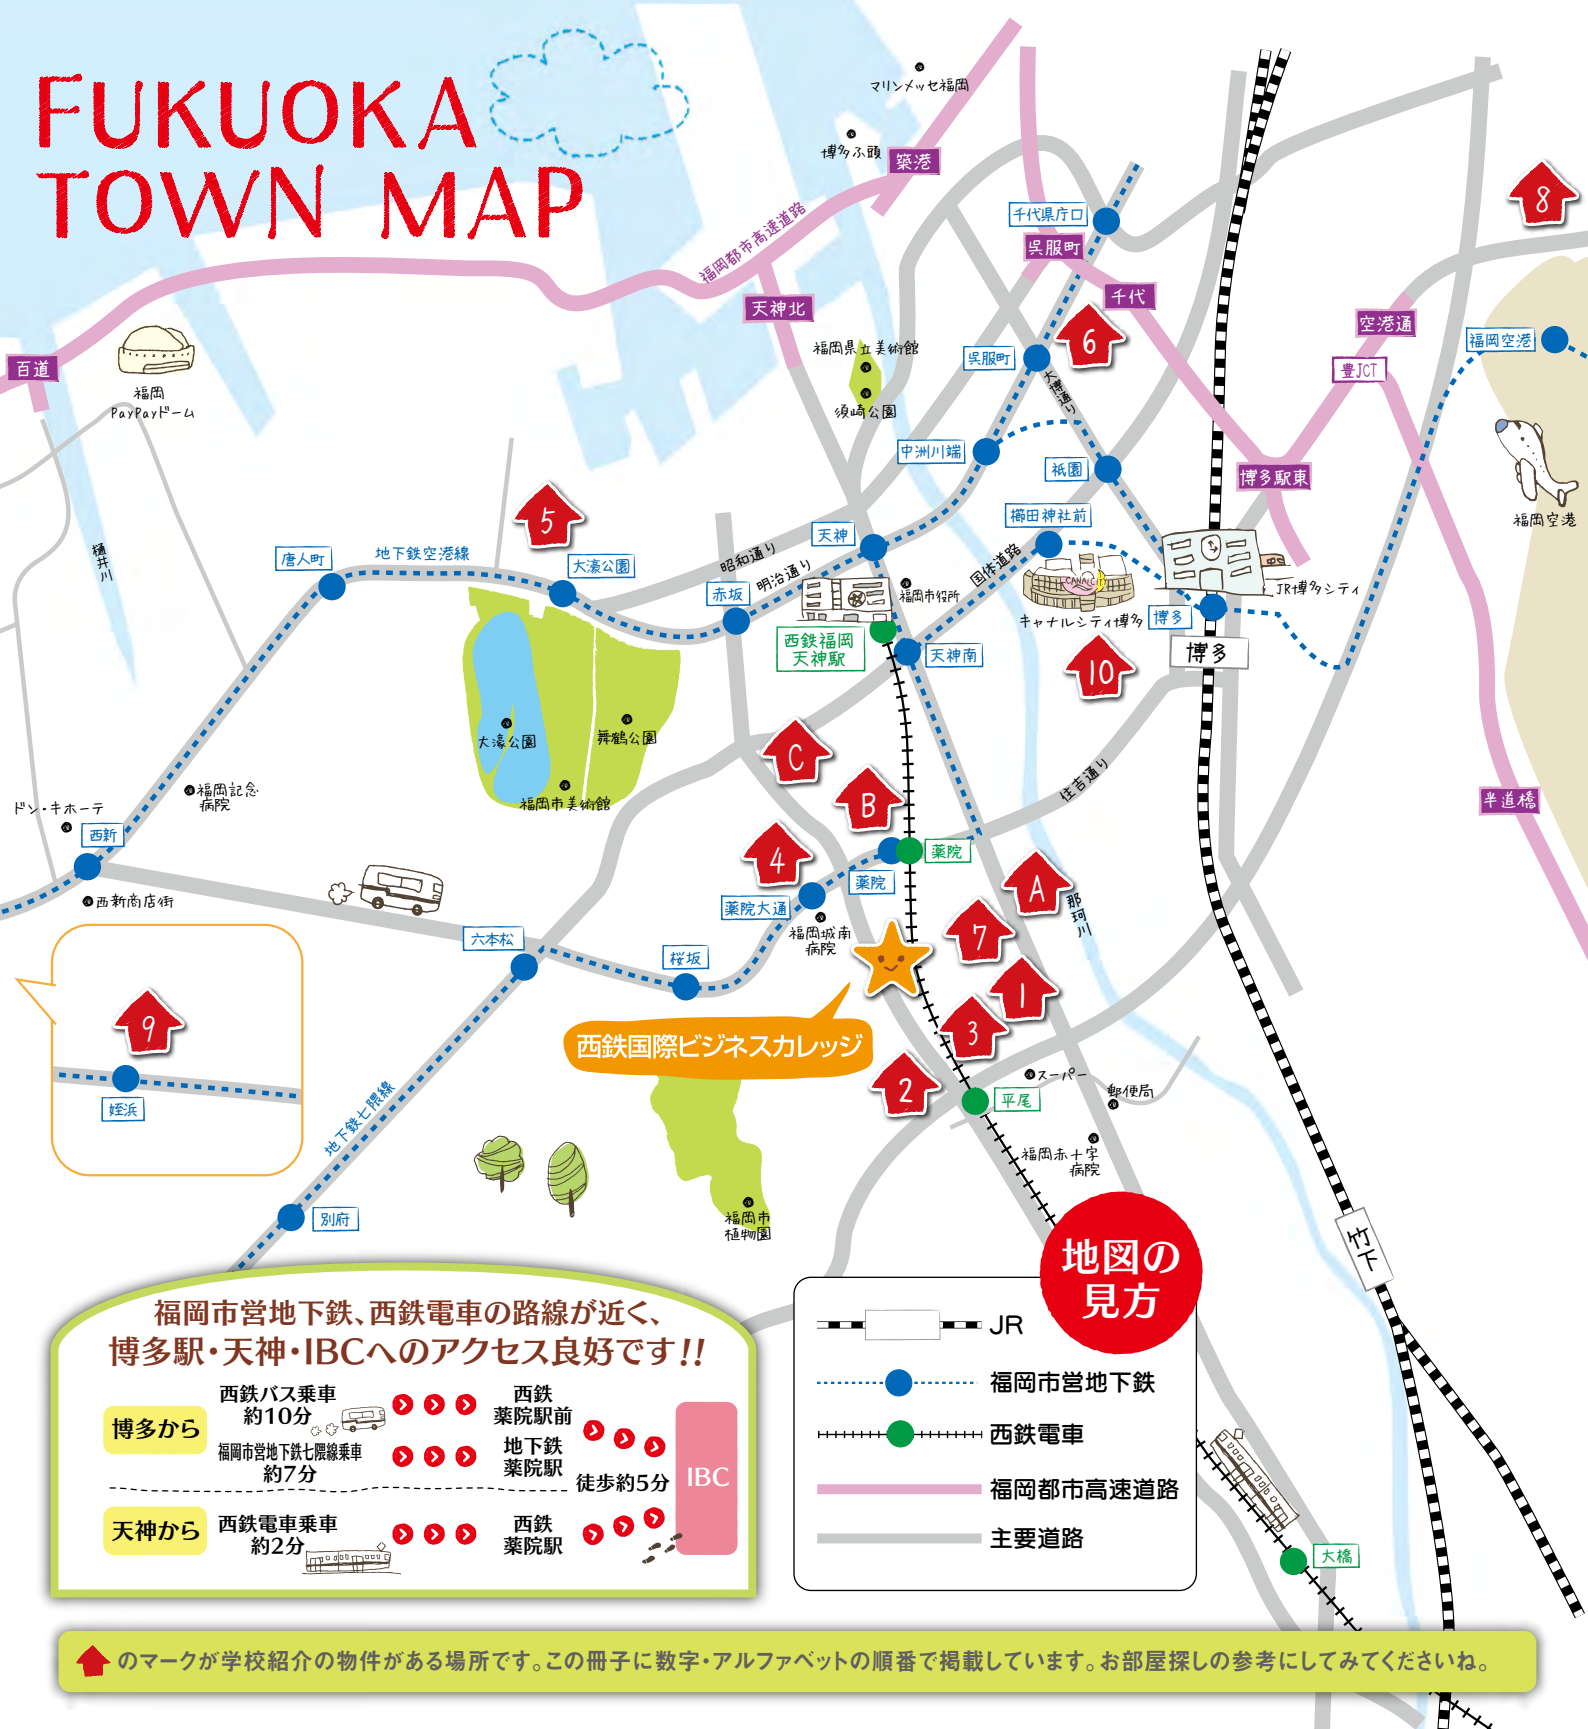 FUKUOKA
TOWN MAP
マリンメッセ福岡
博多ふ頭
築港
福岡都市高速道路
千代県庁口
呉服町
8
天神北
千代
空港通
6
福岡空港
百道
福岡
PayPayドーム
福岡県立美術館
須崎公園
呉服町
大博通り
豊JCT
中洲川端
祇園
博多駅東
櫛田神社前
福岡空港
5
樋井川
唐人町
地下鉄空港線
大濠公園
昭和通り
明治通り
天神
国体道路
赤坂
福岡市役所
CANALCITY
キャナルシティ博多
JR博多シティ
博多
博多
西鉄福岡
天神駅
天神南
10
大濠公園
舞鶴公園
福岡市美術館
C
B
住吉通り
半道橋
福岡記念
病院
ドン・キホーテ
西新
西新商店街
4
薬院
薬院
薬院大通
福岡城南
病院
A
那珂川
7
六本松
桜坂
1
3
9
姪浜
西鉄国際ビジネスカレッジ
2
平尾
スーパー
郵便局
福岡赤十字
病院
地下鉄七隈線
別府
福岡市
植物園
竹下
地図の
見方
JR
福岡市営地下鉄
西鉄電車
福岡都市高速道路
主要道路
大橋
福岡市営地下鉄、西鉄電車の路線が近く、
博多駅・天神・IBCへのアクセス良好です!!
博多から
西鉄バス乗車
約10分
西鉄
薬院駅前
福岡市営地下鉄七隈線乗車
約7分
地下鉄
薬院駅
徒歩約5分
IBC
天神から
西鉄電車乗車
約2分
西鉄
薬院駅
のマークが学校紹介の物件がある場所です。この冊子に数字・アルファベットの順番で掲載しています。お部屋探しの参考にしてみてくださいね。